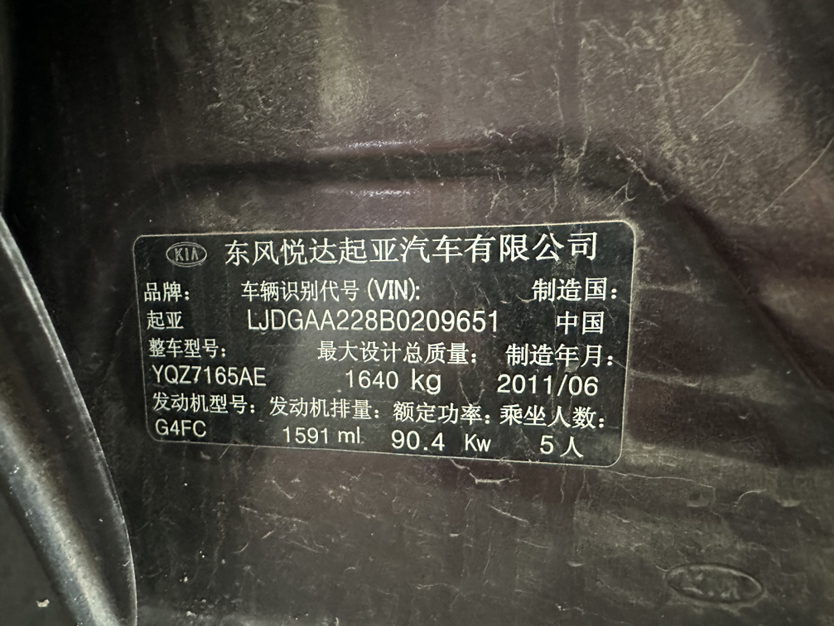 KIA 东风悦达起亚汽车有限公司
品牌: 车辆识别代号(VIN): 制造国:
起亚 LJDGAA228B0209651 中国
整车型号: 最大设计总质量: 制造年月:
YQZ7165AE 1640 kg 2011/06
发动机型号: 发动机排量: 额定功率: 乘坐人数:
G4FC 1591 ml 90.4 Kw 5人
KIA